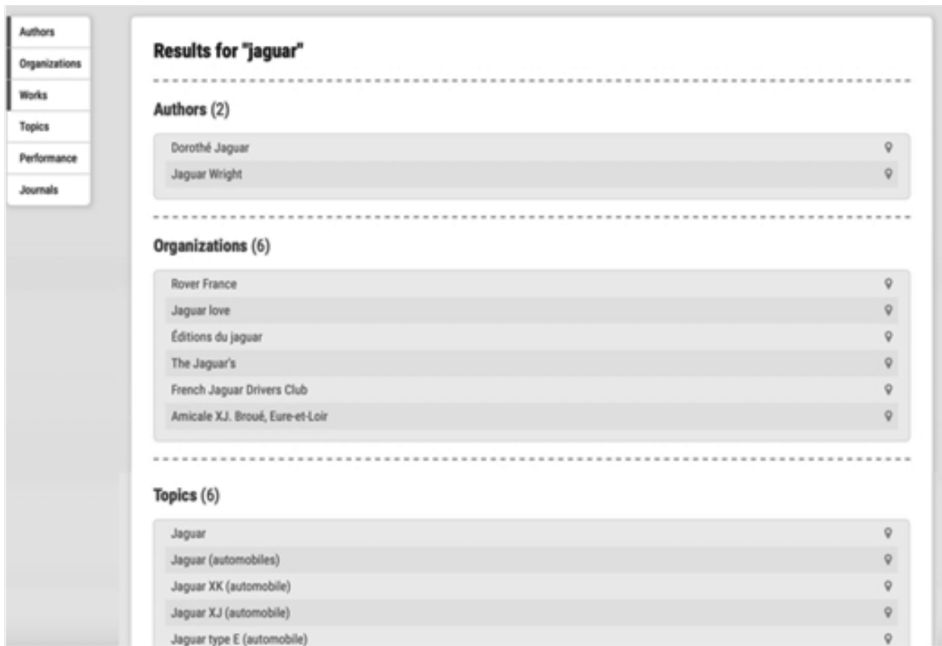 Authors
Organizations
Works
Topics
Performance
Journals
Results for "jaguar"
Authors (2)
Dorothé Jaguar
Jaguar Wright
Organizations (6)
Rover France
Jaguar love
Éditions du jaguar
The Jaguar's
French Jaguar Drivers Club
Amicale XJ. Broué, Eure-et-Loir
Topics (6)
Jaguar
Jaguar (automobiles)
Jaguar XK (automobile)
Jaguar XJ (automobile)
Jaguar type E (automobile)